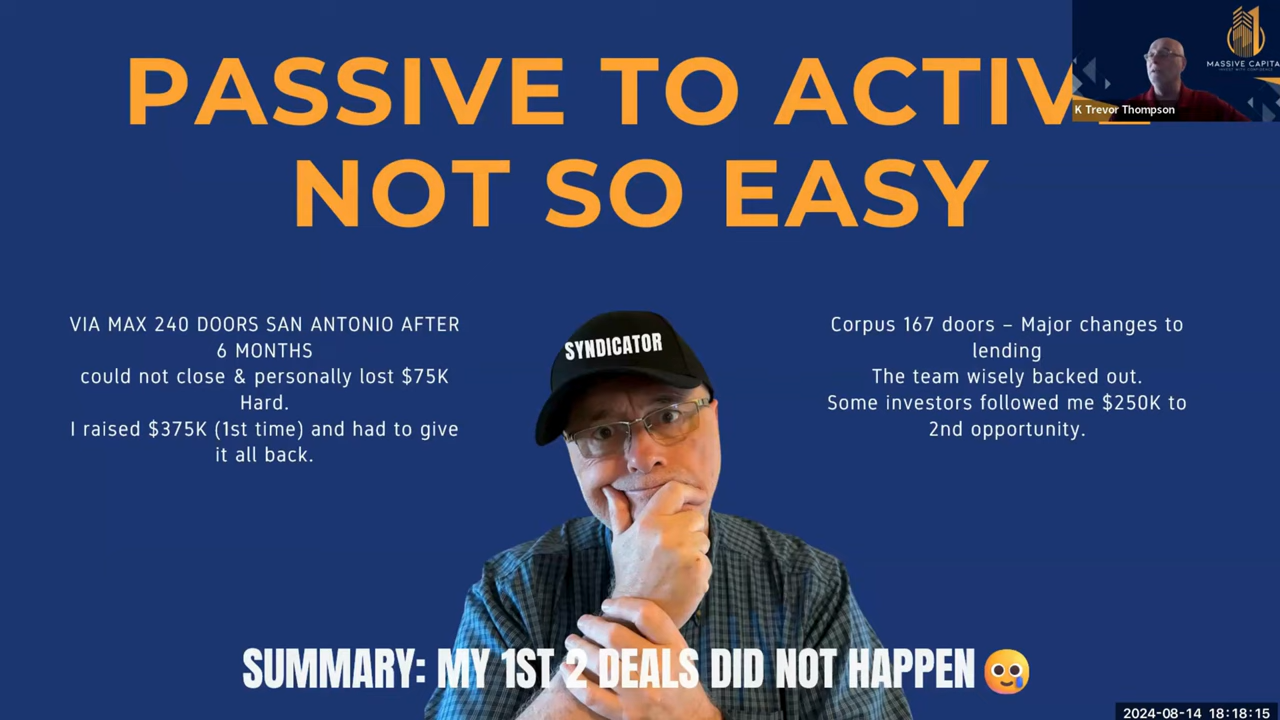 PASSIVE TO ACTIV
NOT SO EASY
MASSIVE CAPITA
K Trevor Thompson
VIA MAX 240 DOORS SAN ANTONIO AFTER
6 MONTHS
could not close & personally lost $75K
Hard.
I raised $375K (1st time) and had to give
it all back.
SYNDICATOR
Corpus 167 doors – Major changes to
lending
The team wisely backed out.
Some investors followed me $250K to
2nd opportunity.
SUMMARY: MY 1ST 2 DEALS DID NOT HAPPEN 🥲
2024-08-14 18:18:15